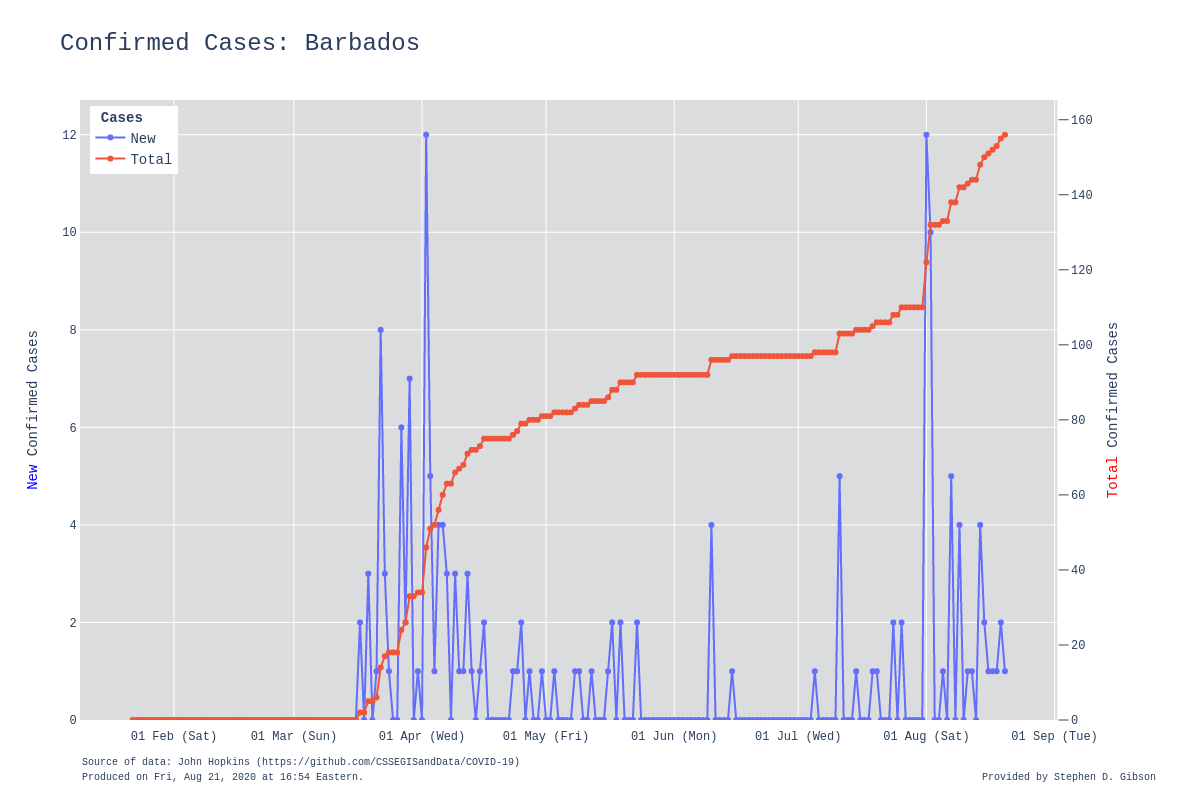 Confirmed Cases: Barbados
Cases
New
Total
12
10
8
6
4
2
0
160
140
120
100
80
60
40
20
0
New Confirmed Cases
Total Confirmed Cases
01 Feb (Sat) 01 Mar (Sun) 01 Apr (Wed) 01 May (Fri) 01 Jun (Mon) 01 Jul (Wed) 01 Aug (Sat) 01 Sep (Tue)
Source of data: John Hopkins (https://github.com/CSSEGISandData/COVID-19)
Produced on Fri, Aug 21, 2020 at 16:54 Eastern.
Provided by Stephen D. Gibson